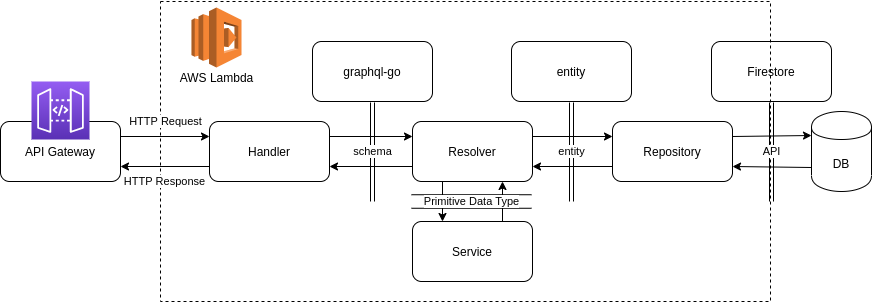 AWS Lambda
graphql-go
entity
Firestore
HTTP Request
API Gateway
Handler
schema
Resolver
entity
Repository
API
DB
HTTP Response
Primitive Data Type
Service